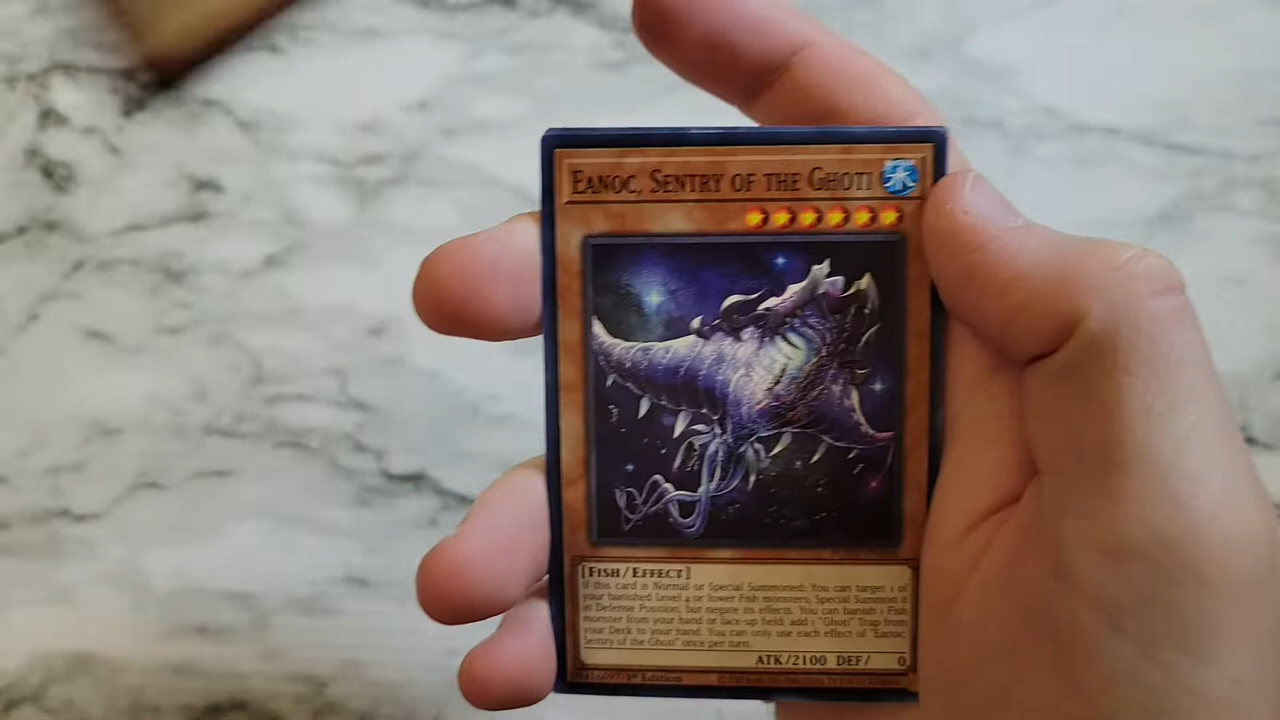 Eanoc, Sentry of the Ghoti
水
[Fish/Effect]
If this card is Normal or Special Summoned: You can target 1 of
your banished Level 4 or lower Fish monsters; Special Summon it
in Defense Position, but negate its effects. You can banish 1 Fish
monster from your hand or face-up field; add 1 "Ghoti" Trap from
your Deck to your hand. You can only use each effect of "Eanoc,
Sentry of the Ghoti" once per turn.
ATK/2100 DEF/ 0
1st Edition